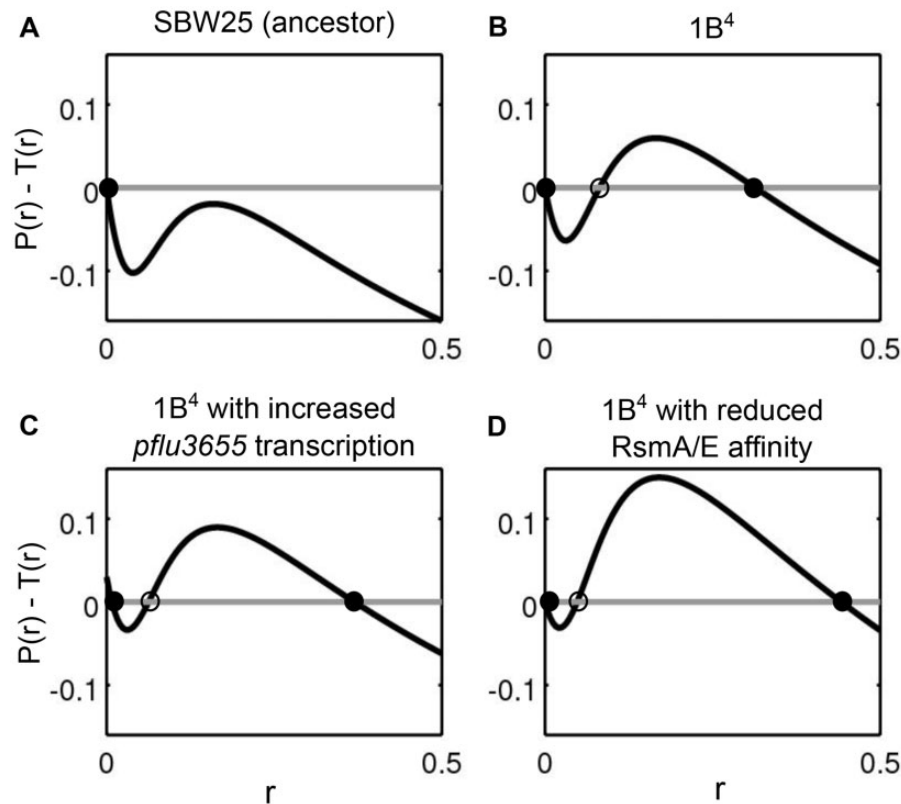 A
SBW25 (ancestor)
P(r) - T(r)
0.1
0
-0.1
0
0.5
B
1B⁴
0.1
0
-0.1
0
0.5
C
1B⁴ with increased
pflu3655 transcription
P(r) - T(r)
0.1
0
-0.1
0
0.5
r
D
1B⁴ with reduced
RsmA/E affinity
0.1
0
-0.1
0
0.5
r